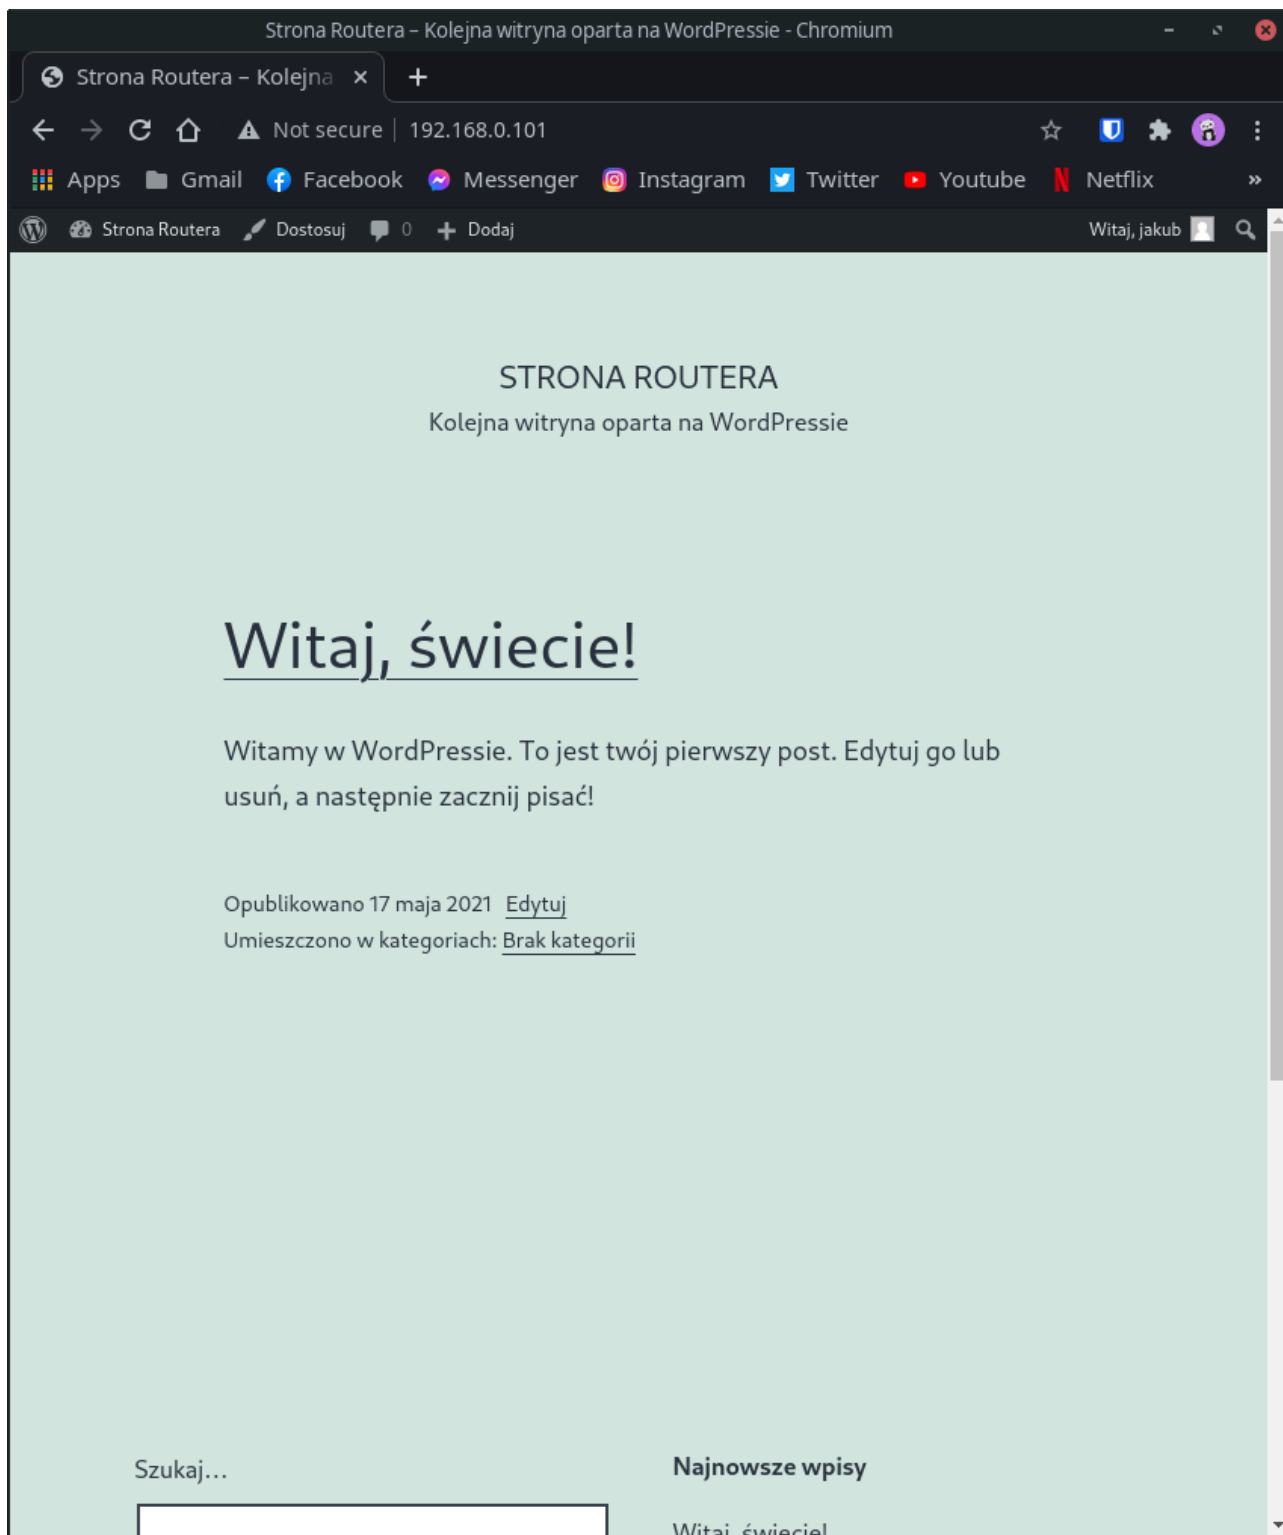 Strona Routera – Kolejna witryna oparta na WordPressie - Chromium
Strona Routera – Kolejna
Not secure 192.168.0.101
Apps Gmail Facebook Messenger Instagram Twitter Youtube Netflix »
Strona Routera Dostosuj 0 Dodaj Witaj, jakub
STRONA ROUTERA
Kolejna witryna oparta na WordPressie
Witaj, świecie!
Witamy w WordPressie. To jest twój pierwszy post. Edytuj go lub
usuń, a następnie zacznij pisać!
Opublikowano 17 maja 2021 Edytuj
Umieszczono w kategoriach: Brak kategorii
Szukaj… Najnowsze wpisy
Witaj, świecie!